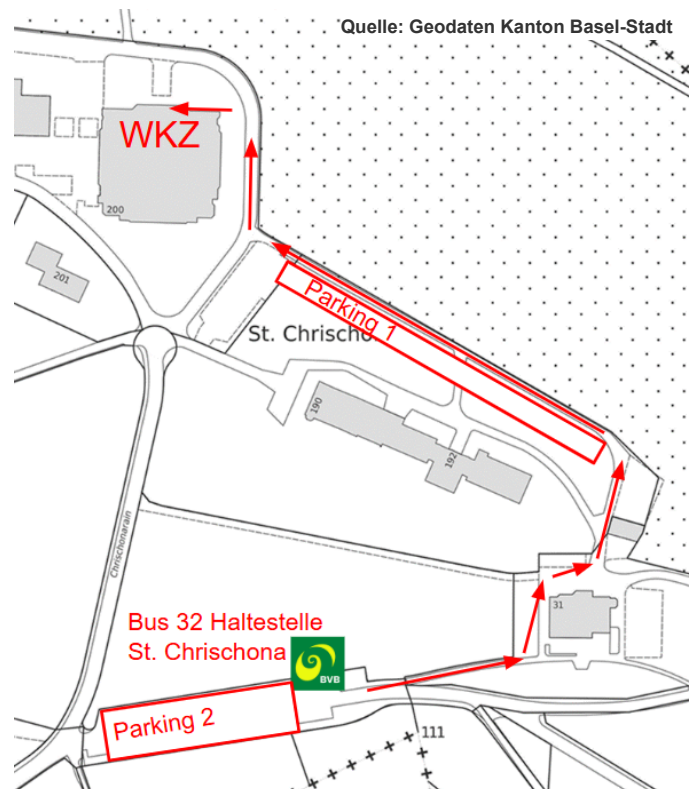 Quelle: Geodaten Kanton Basel-Stadt
WKZ
200
201
Parking 1
St. Chrischo
190
192
Chrischonarain
31
Bus 32 Haltestelle
St. Chrischona
BVB
Parking 2
111